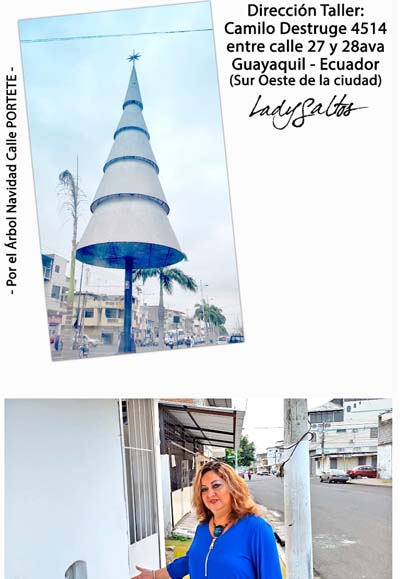 Dirección Taller:
Camilo Destruge 4514
entre calle 27 y 28ava
Guayaquil - Ecuador
(Sur Oeste de la ciudad)
Lady Saltos
- Por el Árbol Navidad Calle PORTETE -